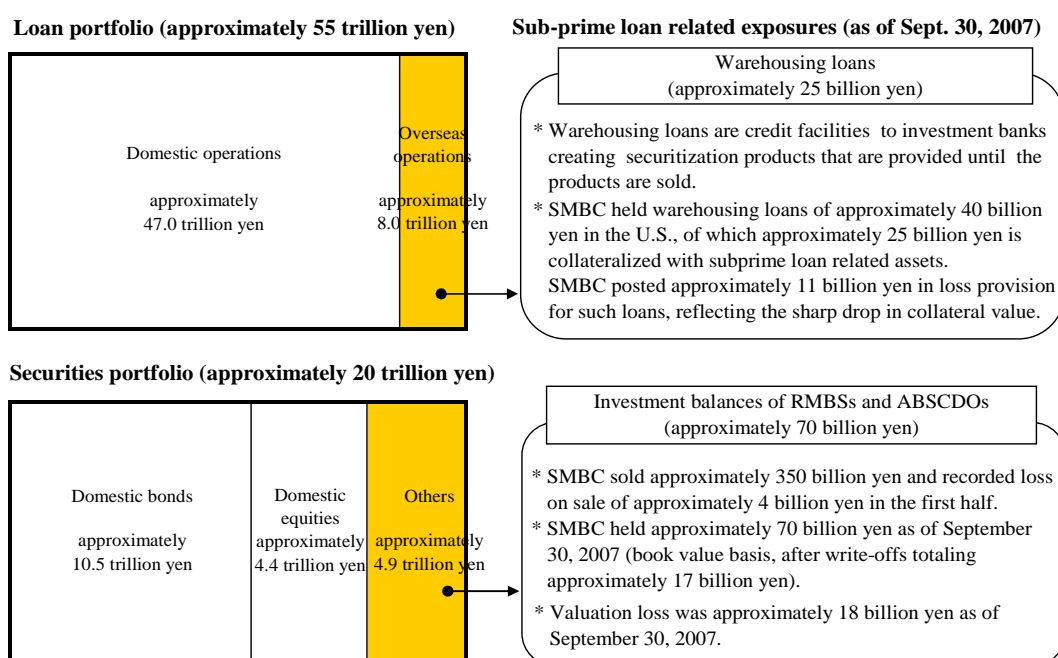 Loan portfolio (approximately 55 trillion yen)
Domestic operations
approximately
47.0 trillion yen
Overseas
operations
approximately
8.0 trillion yen
Sub-prime loan related exposures (as of Sept. 30, 2007)
Warehousing loans
(approximately 25 billion yen)
* Warehousing loans are credit facilities to investment banks
creating securitization products that are provided until the
products are sold.
* SMBC held warehousing loans of approximately 40 billion
yen in the U.S., of which approximately 25 billion yen is
collateralized with subprime loan related assets.
SMBC posted approximately 11 billion yen in loss provision
for such loans, reflecting the sharp drop in collateral value.
Securities portfolio (approximately 20 trillion yen)
Domestic bonds
approximately
10.5 trillion yen
Domestic
equities
approximately
4.4 trillion yen
Others
approximately
4.9 trillion yen
Investment balances of RMBSs and ABSCDOs
(approximately 70 billion yen)
* SMBC sold approximately 350 billion yen and recorded loss
on sale of approximately 4 billion yen in the first half.
* SMBC held approximately 70 billion yen as of September
30, 2007 (book value basis, after write-offs totaling
approximately 17 billion yen).
* Valuation loss was approximately 18 billion yen as of
September 30, 2007.